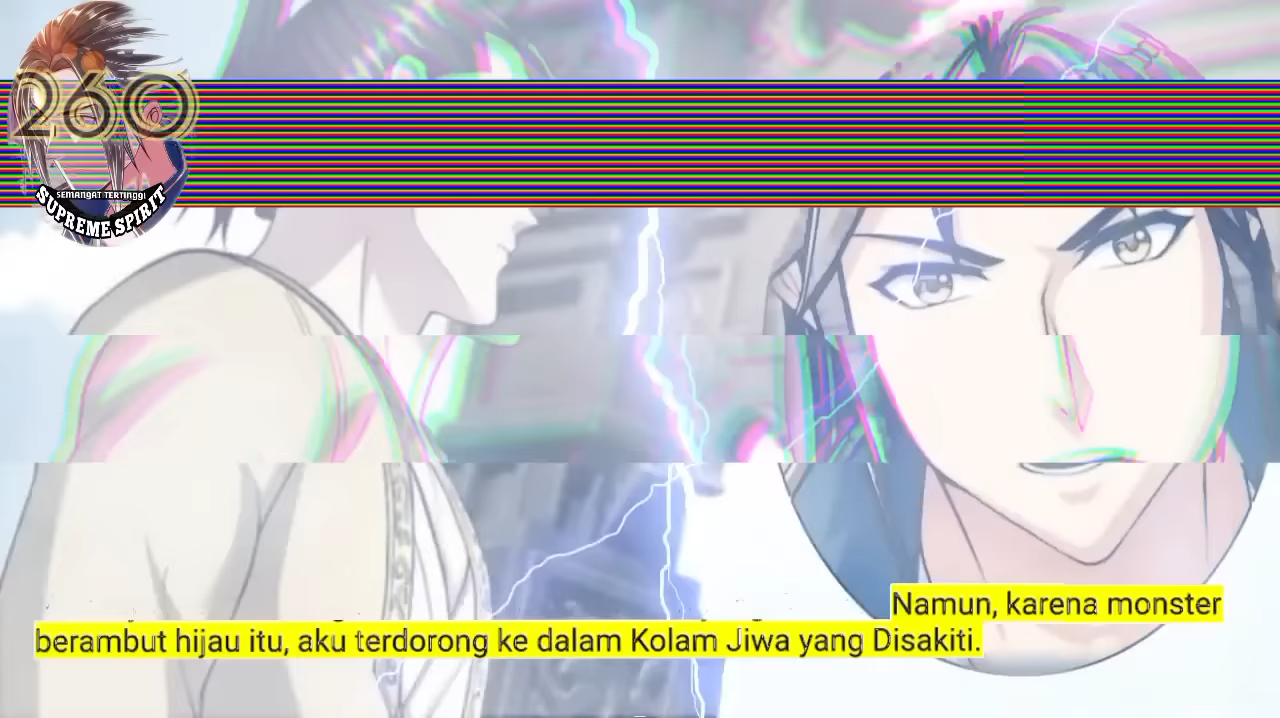 260
SEMANGAT TERTINGGI
SUPREME SPIRIT
Namun, karena monster
berambut hijau itu, aku terdorong ke dalam Kolam Jiwa yang Disakiti.